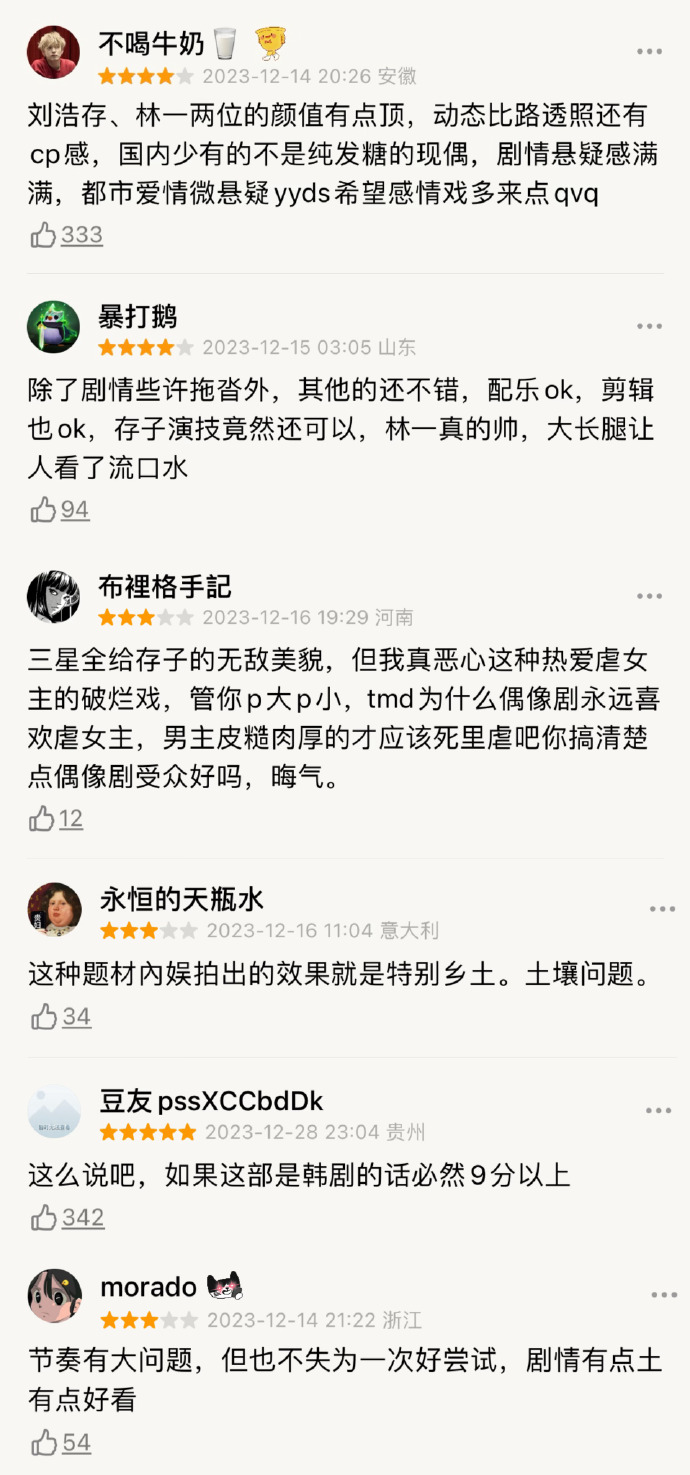 不喝牛奶
2023-12-14 20:26 安徽
刘浩存、林一两位的颜值有点顶，动态比路透照还有
cp感，国内少有的不是纯发糖的现偶，剧情悬疑感满
满，都市爱情微悬疑yyds希望感情戏多来点qvq
333
暴打鹅
2023-12-15 03:05 山东
除了剧情些许拖沓外，其他的还不错，配乐ok，剪辑
也ok，存子演技竟然还可以，林一真的帅，大长腿让
人看了流口水
94
布裡格手記
2023-12-16 19:29 河南
三星全给存子的无敌美貌，但我真恶心这种热爱虐女
主的破烂戏，管你p大p小，tmd为什么偶像剧永远喜
欢虐女主，男主皮糙肉厚的才应该死里虐吧你搞清楚
点偶像剧受众好吗，晦气。
12
永恒的天瓶水
2023-12-16 11:04 意大利
这种题材內娱拍出的效果就是特别乡土。土壤问题。
34
豆友pssXCCbdDk
2023-12-28 23:04 贵州
这么说吧，如果这部是韩剧的话必然9分以上
342
morado
2023-12-14 21:22 浙江
节奏有大问题，但也不失为一次好尝试，剧情有点土
有点好看
54